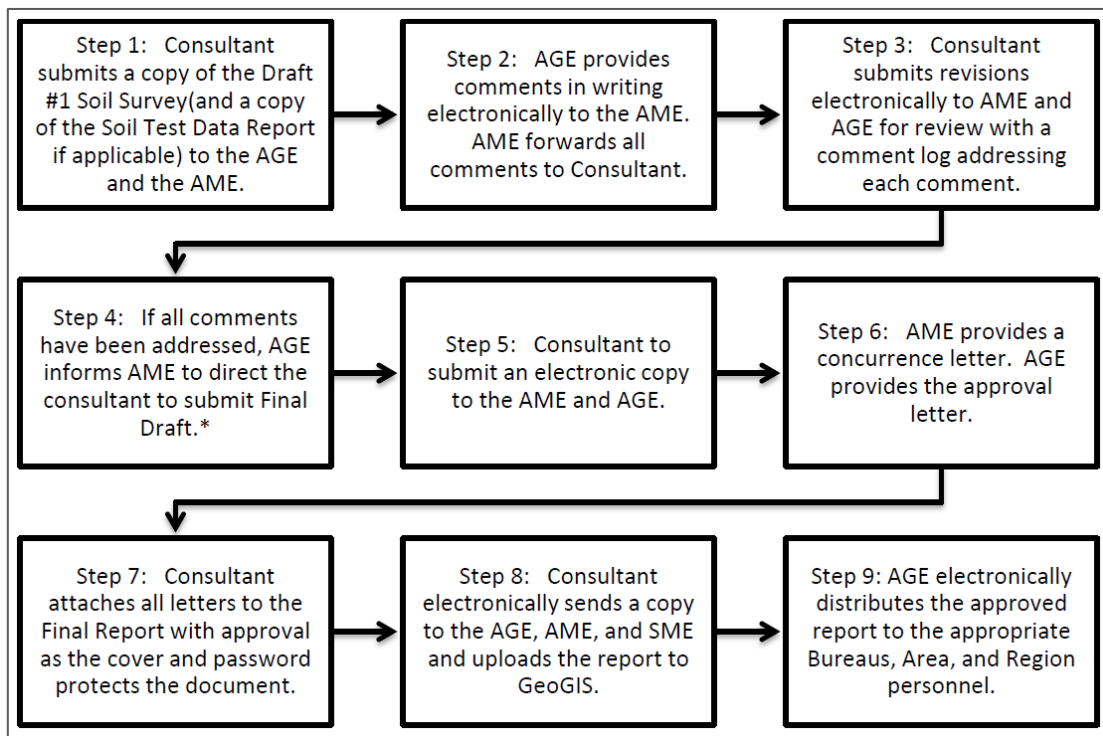 Step 1: Consultant
submits a copy of the Draft
#1 Soil Survey(and a copy
of the Soil Test Data Report
if applicable) to the AGE
and the AME.
Step 2: AGE provides
comments in writing
electronically to the AME.
AME forwards all
comments to Consultant.
Step 3: Consultant
submits revisions
electronically to AME and
AGE for review with a
comment log addressing
each comment.
Step 4: If all comments
have been addressed, AGE
informs AME to direct the
consultant to submit Final
Draft.*
Step 5: Consultant to
submit an electronic copy
to the AME and AGE.
Step 6: AME provides a
concurrence letter. AGE
provides the approval
letter.
Step 7: Consultant
attaches all letters to the
Final Report with approval
as the cover and password
protects the document.
Step 8: Consultant
electronically sends a copy
to the AGE, AME, and SME
and uploads the report to
GeoGIS.
Step 9: AGE electronically
distributes the approved
report to the appropriate
Bureaus, Area, and Region
personnel.